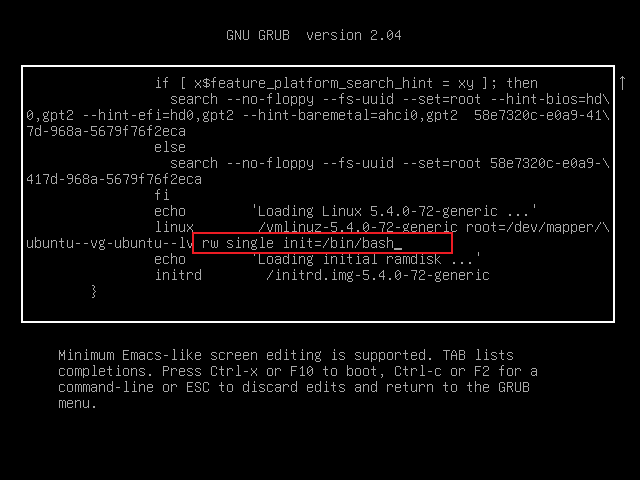 GNU GRUB  version 2.04
if [ x$feature_platform_search_hint = xy ]; then
search --no-floppy --fs-uuid --set=root --hint-bios=hd\
0,gpt2 --hint-efi=hd0,gpt2 --hint-baremetal=ahci0,gpt2  58e7320c-e0a9-41\
7d-968a-5679f76f2eca
else
search --no-floppy --fs-uuid --set=root 58e7320c-e0a9-\
417d-968a-5679f76f2eca
fi
echo        'Loading Linux 5.4.0-72-generic ...'
linux        /vmlinuz-5.4.0-72-generic root=/dev/mapper/\
ubuntu--vg-ubuntu--lv rw single init=/bin/bash_
echo        'Loading initial ramdisk ...'
initrd        /initrd.img-5.4.0-72-generic
}
Minimum Emacs-like screen editing is supported. TAB lists
completions. Press Ctrl-x or F10 to boot, Ctrl-c or F2 for a
command-line or ESC to discard edits and return to the GRUB
menu.